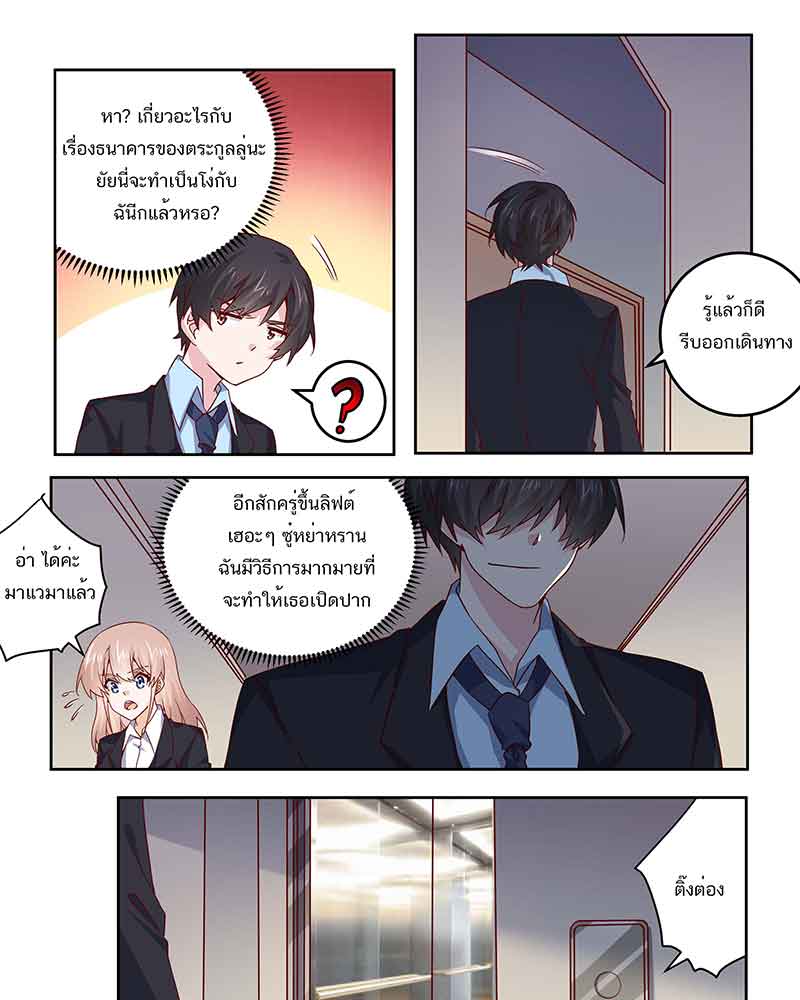 หา? เกี่ยวอะไรกับ
เรื่องธนาคารของตระกูลลู่นะ
ยัยนี่จะทำเป็นโง่กับ
ฉันีกแล้วหรอ?
?
รู้แล้วก็ดี
รีบออกเดินทาง
อ่า ได้ค่ะ
มาแวมาแล้ว
อีกสักครู่ขึ้นลิฟต์
เฮอะๆ ซู่หย่าหราน
ฉันมีวิธีการมากมายที่
จะทำให้เธอเปิดปาก
ติ๊งต่อง